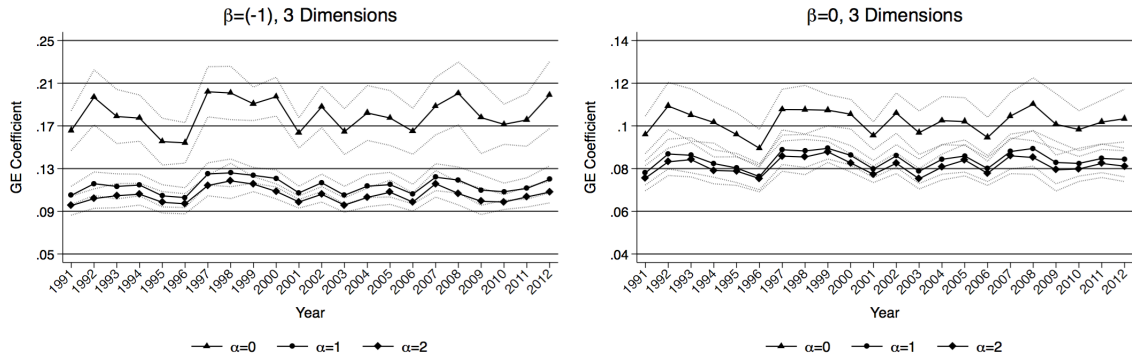 β=(-1), 3 Dimensions
GE Coefficient
.25
.21
.17
.13
.09
.05
1991 1992 1993 1994 1995 1996 1997 1998 1999 2000 2001 2002 2003 2004 2005 2006 2007 2008 2009 2010 2011 2012
Year
α=0 α=1 α=2
β=0, 3 Dimensions
GE Coefficient
.14
.12
.1
.08
.06
.04
1991 1992 1993 1994 1995 1996 1997 1998 1999 2000 2001 2002 2003 2004 2005 2006 2007 2008 2009 2010 2011 2012
Year
α=0 α=1 α=2